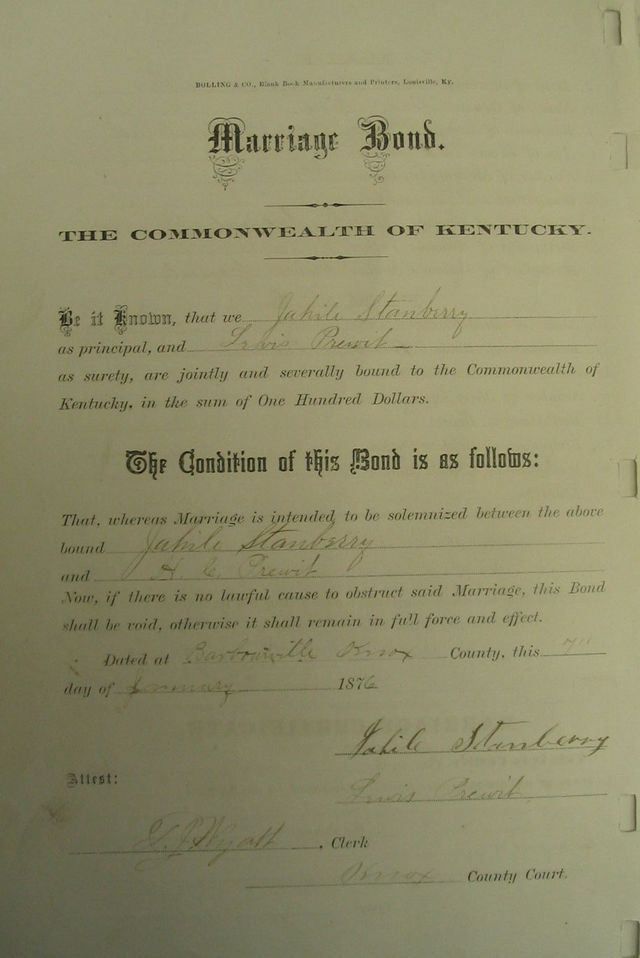 BOLLING & CO., Blank Book Manufacturers and Printers, Louisville, Ky.
Marriage Bond.
THE COMMONWEALTH OF KENTUCKY.
Be it Known, that we Jahile Stanberry
as principal, and Lewis Prewit
as surety, are jointly and severally bound to the Commonwealth of
Kentucky, in the sum of One Hundred Dollars.
The Condition of this Bond is as follows:
That, whereas Marriage is intended to be solemnized between the above
bound Jahile Stanberry
and H. C. Prewit
Now, if there is no lawful cause to obstruct said Marriage, this Bond
shall be void, otherwise it shall remain in full force and effect.
Dated at Barbourville Knox County, this 7"
day of January 1876
Jahile Stanberry
Attest:
Lewis Prewit
Wyatt, Clerk
Knox County Court.